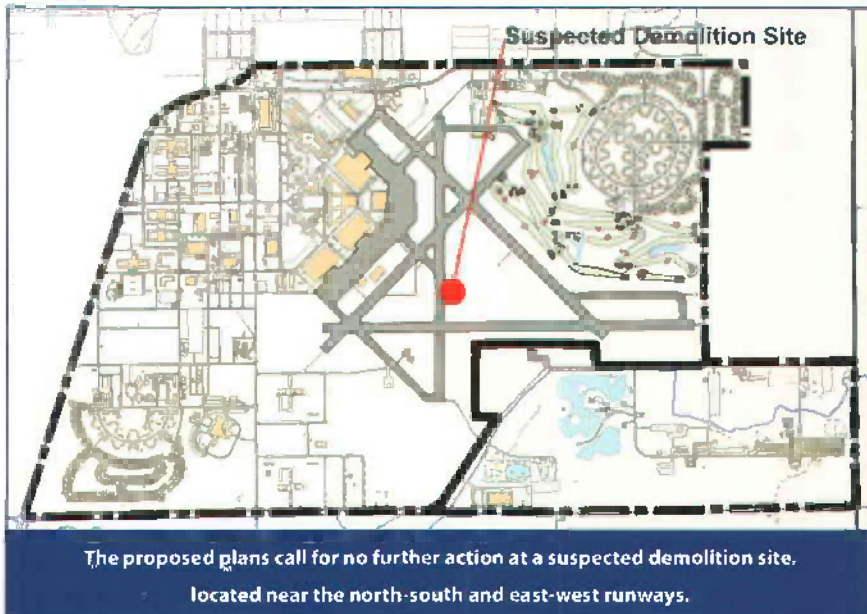 Suspected Demolition Site
The proposed plans call for no further action at a suspected demolition site,
located near the north-south and east-west runways.